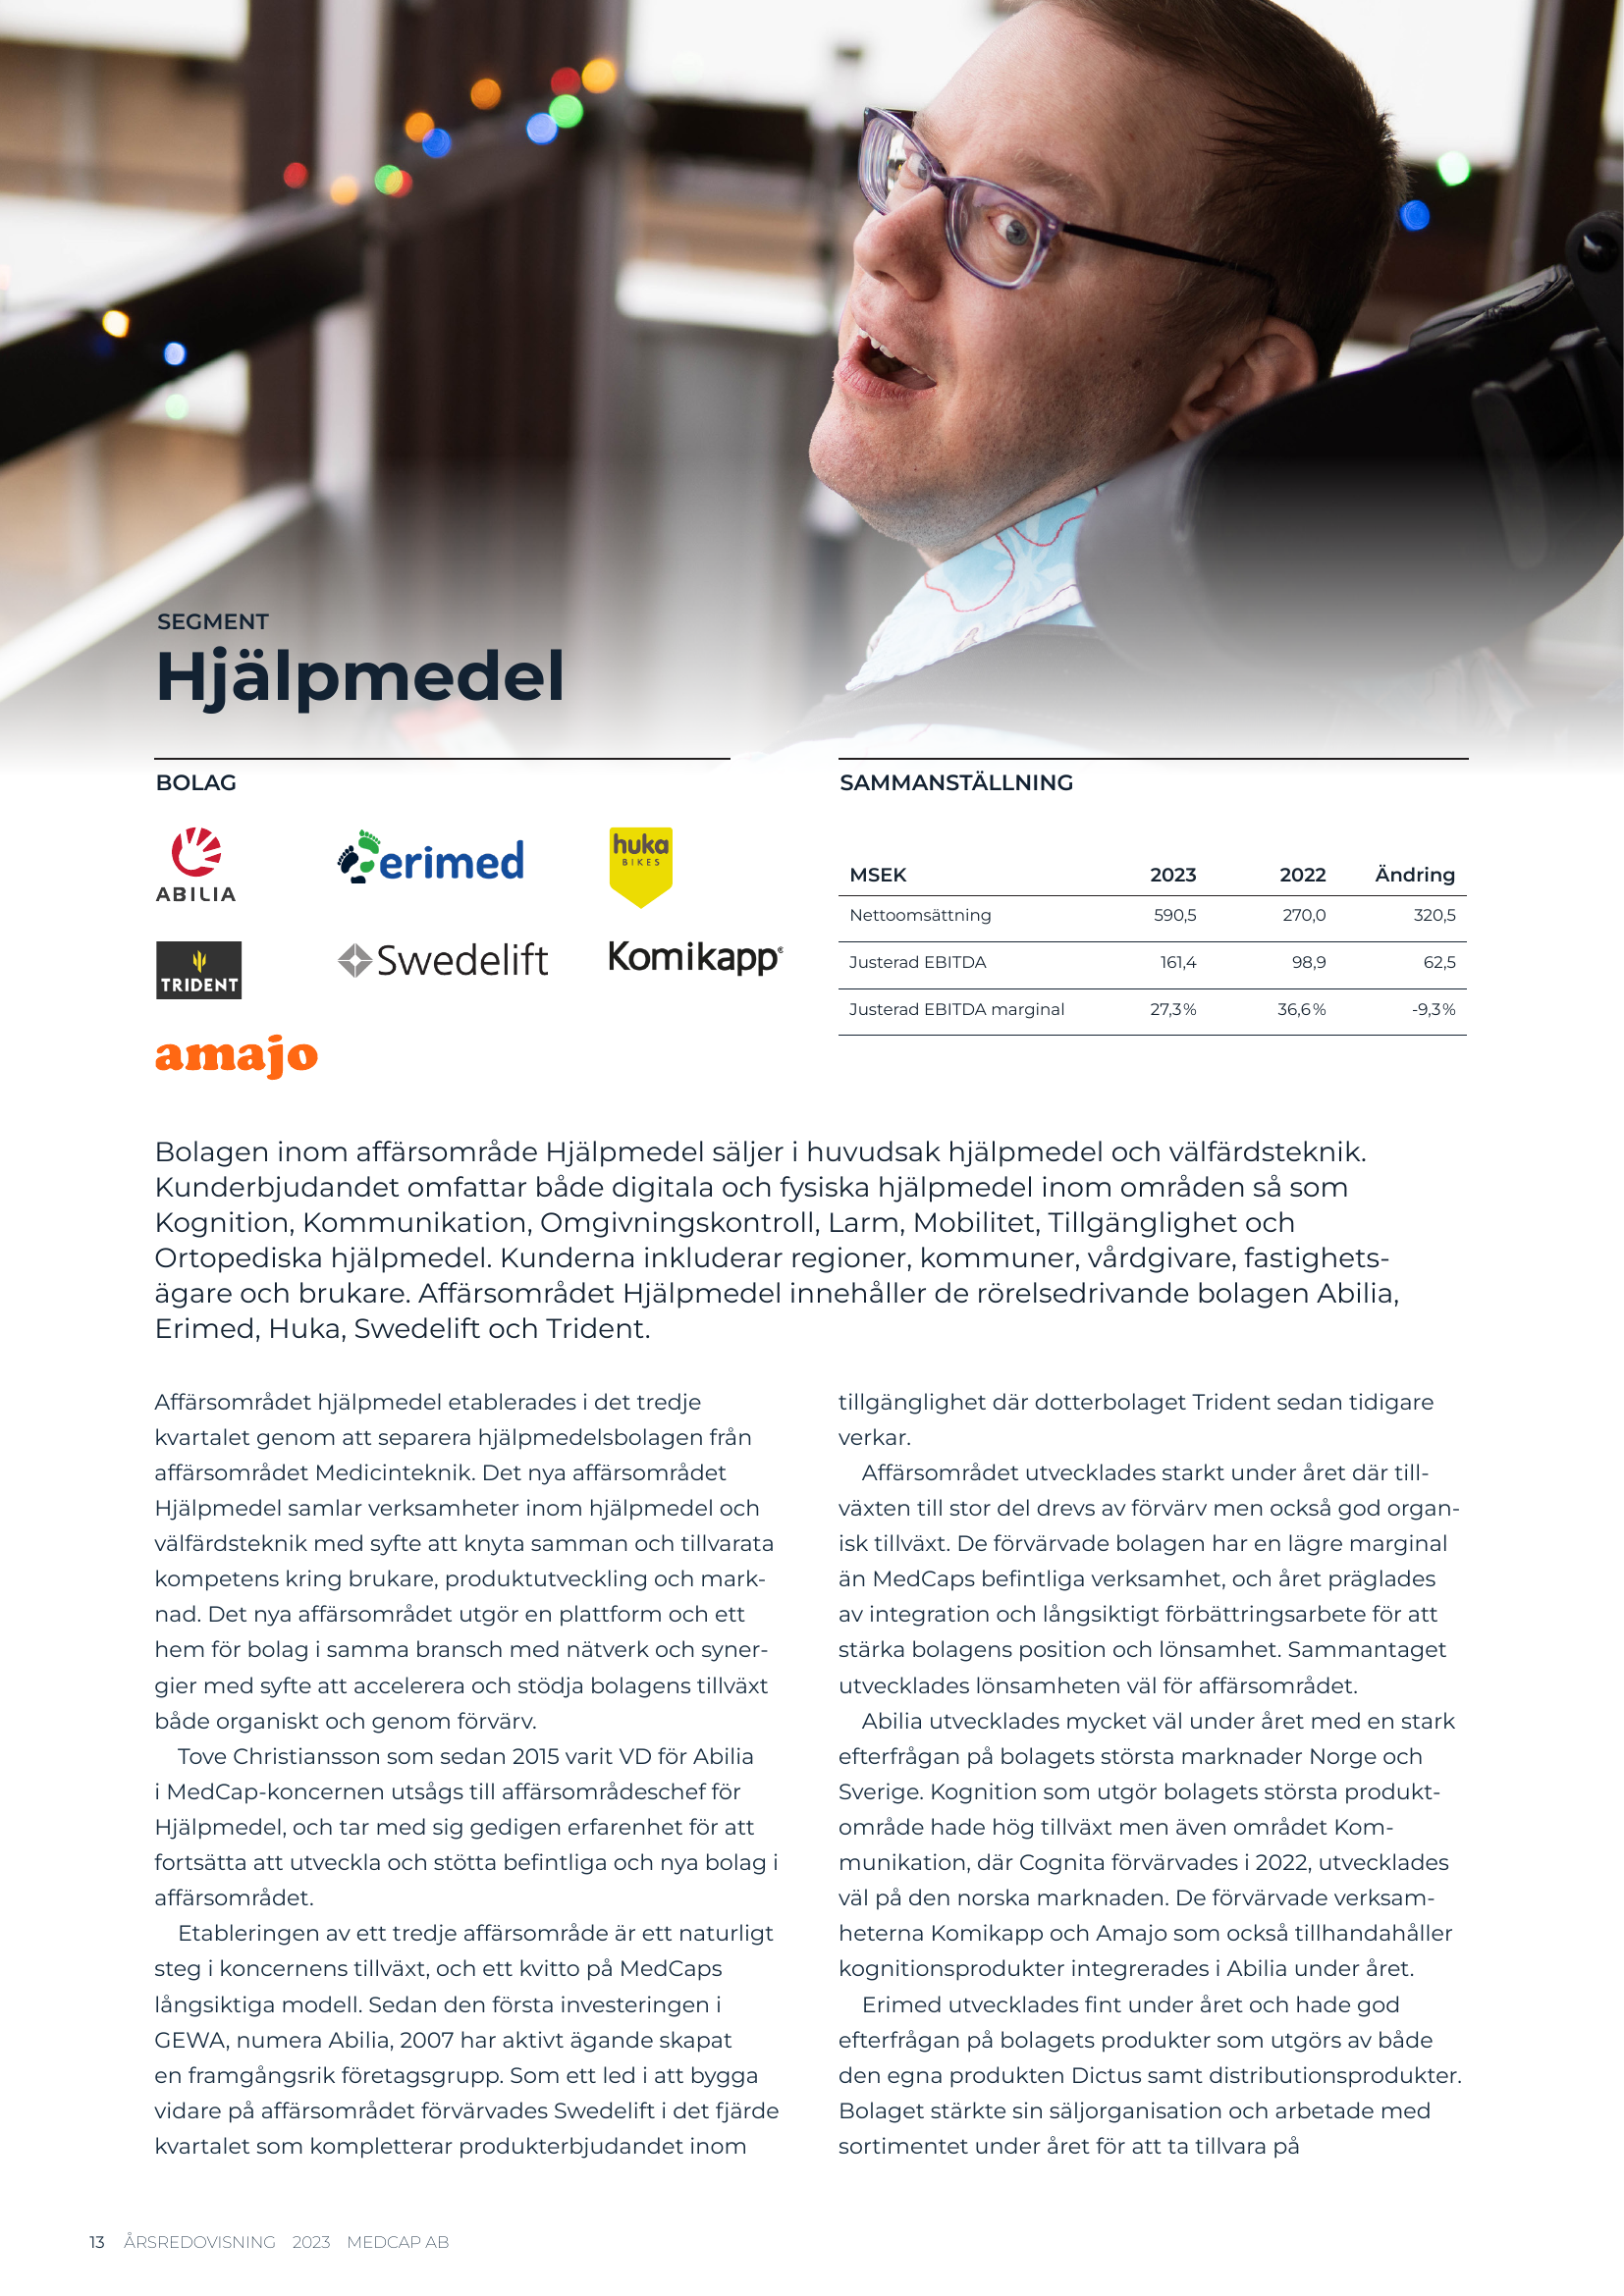 SEGMENT
Hjälpmedel
BOLAG
ABILIA
erimed
huka
BIKES
TRIDENT
Swedelift
Komikapp
amajo
SAMMANSTÄLLNING
MSEK 2023 2022 Ändring
Nettoomsättning 590,5 270,0 320,5
Justerad EBITDA 161,4 98,9 62,5
Justerad EBITDA marginal 27,3% 36,6% -9,3%
Bolagen inom affärsområde Hjälpmedel säljer i huvudsak hjälpmedel och välfärdsteknik.
Kunderbjudandet omfattar både digitala och fysiska hjälpmedel inom områden så som
Kognition, Kommunikation, Omgivningskontroll, Larm, Mobilitet, Tillgänglighet och
Ortopediska hjälpmedel. Kunderna inkluderar regioner, kommuner, vårdgivare, fastighets-
ägare och brukare. Affärsområdet Hjälpmedel innehåller de rörelsedrivande bolagen Abilia,
Erimed, Huka, Swedelift och Trident.
Affärsområdet hjälpmedel etablerades i det tredje
kvartalet genom att separera hjälpmedelsbolagen från
affärsområdet Medicinteknik. Det nya affärsområdet
Hjälpmedel samlar verksamheter inom hjälpmedel och
välfärdsteknik med syfte att knyta samman och tillvarata
kompetens kring brukare, produktutveckling och mark-
nad. Det nya affärsområdet utgör en plattform och ett
hem för bolag i samma bransch med nätverk och syner-
gier med syfte att accelerera och stödja bolagens tillväxt
både organiskt och genom förvärv.
Tove Christiansson som sedan 2015 varit VD för Abilia
i MedCap-koncernen utsågs till affärsområdeschef för
Hjälpmedel, och tar med sig gedigen erfarenhet för att
fortsätta att utveckla och stötta befintliga och nya bolag i
affärsområdet.
Etableringen av ett tredje affärsområde är ett naturligt
steg i koncernens tillväxt, och ett kvitto på MedCaps
långsiktiga modell. Sedan den första investeringen i
GEWA, numera Abilia, 2007 har aktivt ägande skapat
en framgångsrik företagsgrupp. Som ett led i att bygga
vidare på affärsområdet förvärvades Swedelift i det fjärde
kvartalet som kompletterar produkterbjudandet inom
tillgänglighet där dotterbolaget Trident sedan tidigare
verkar.
Affärsområdet utvecklades starkt under året där till-
växten till stor del drevs av förvärv men också god organ-
isk tillväxt. De förvärvade bolagen har en lägre marginal
än MedCaps befintliga verksamhet, och året präglades
av integration och långsiktigt förbättringsarbete för att
stärka bolagens position och lönsamhet. Sammantaget
utvecklades lönsamheten väl för affärsområdet.
Abilia utvecklades mycket väl under året med en stark
efterfrågan på bolagets största marknader Norge och
Sverige. Kognition som utgör bolagets största produkt-
område hade hög tillväxt men även området Kom-
munikation, där Cognita förvärvades i 2022, utvecklades
väl på den norska marknaden. De förvärvade verksam-
heterna Komikapp och Amajo som också tillhandahåller
kognitionsprodukter integrerades i Abilia under året.
Erimed utvecklades fint under året och hade god
efterfrågan på bolagets produkter som utgörs av både
den egna produkten Dictus samt distributionsprodukter.
Bolaget stärkte sin säljorganisation och arbetade med
sortimentet under året för att ta tillvara på
13 ÅRSREDOVISNING 2023 MEDCAP AB